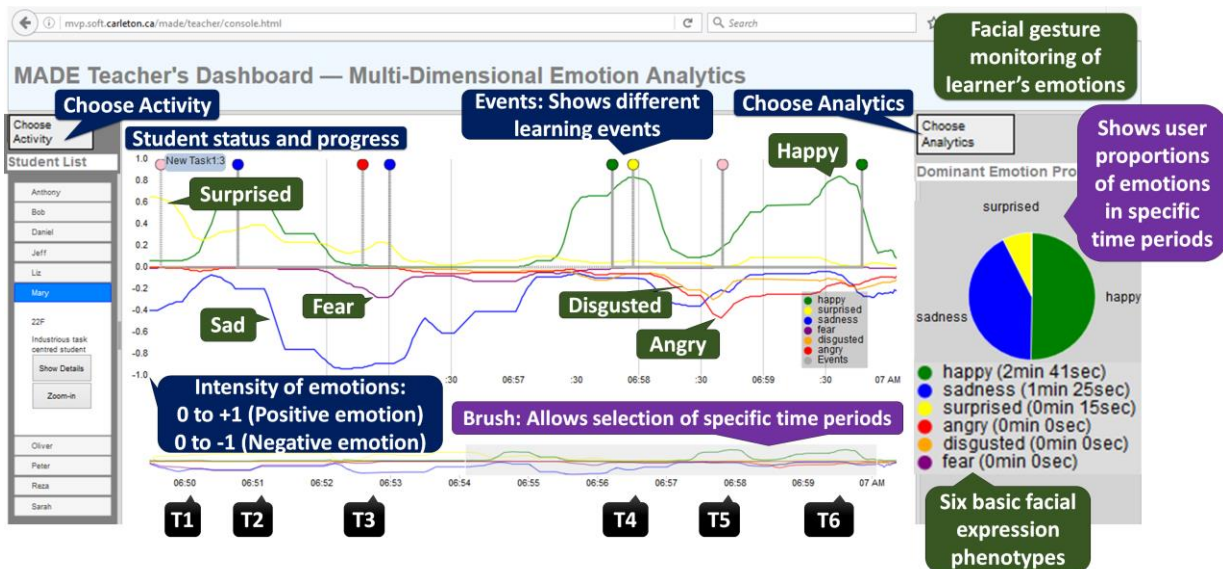 mvp.soft.carleton.ca/made/teacher/console.html
Search
Facial gesture
monitoring of
learner's emotions
MADE Teacher's Dashboard — Multi-Dimensional Emotion Analytics
Choose Activity
Events: Shows different
learning events
Choose Analytics
Choose
Activity
Student status and progress
Choose
Analytics
Shows user
proportions
of emotions
in specific
time periods
Student List
Anthony
Bob
Daniel
Jeff
Liz
Mary
22F
Industrious task
centred student
Show Details
Zoom-in
Oliver
Peter
Reza
Sarah
1.0
0.8
0.6
0.4
0.2
0.0
-0.2
-0.4
-0.6
-0.8
-1.0
New Task1:3
Surprised
Happy
Fear
Sad
Disgusted
Angry
happy
surprised
sadness
fear
disgusted
angry
Events
:30 06:57 :30 06:58 :30 06:59 :30 07 AM
Intensity of emotions:
0 to +1 (Positive emotion)
0 to -1 (Negative emotion)
Brush: Allows selection of specific time periods
06:50 06:51 06:52 06:53 06:54 06:55 06:56 06:57 06:58 06:59 07 AM
T1 T2 T3 T4 T5 T6
Dominant Emotion Pro
surprised
happy
sadness
happy (2min 41sec)
sadness (1min 25sec)
surprised (0min 15sec)
angry (0min 0sec)
disgusted (0min 0sec)
fear (0min 0sec)
Six basic facial
expression
phenotypes